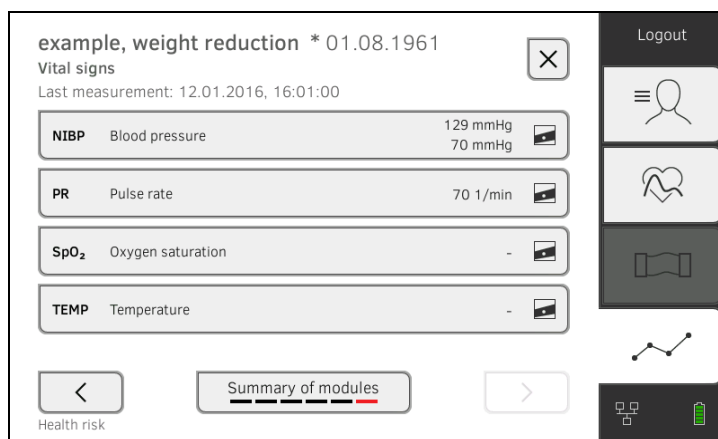 example, weight reduction * 01.08.1961
Vital signs
Last measurement: 12.01.2016, 16:01:00
NIBP Blood pressure 129 mmHg
70 mmHg
PR Pulse rate 70 1/min
SpO₂ Oxygen saturation -
TEMP Temperature -
Summary of modules
Health risk
Logout